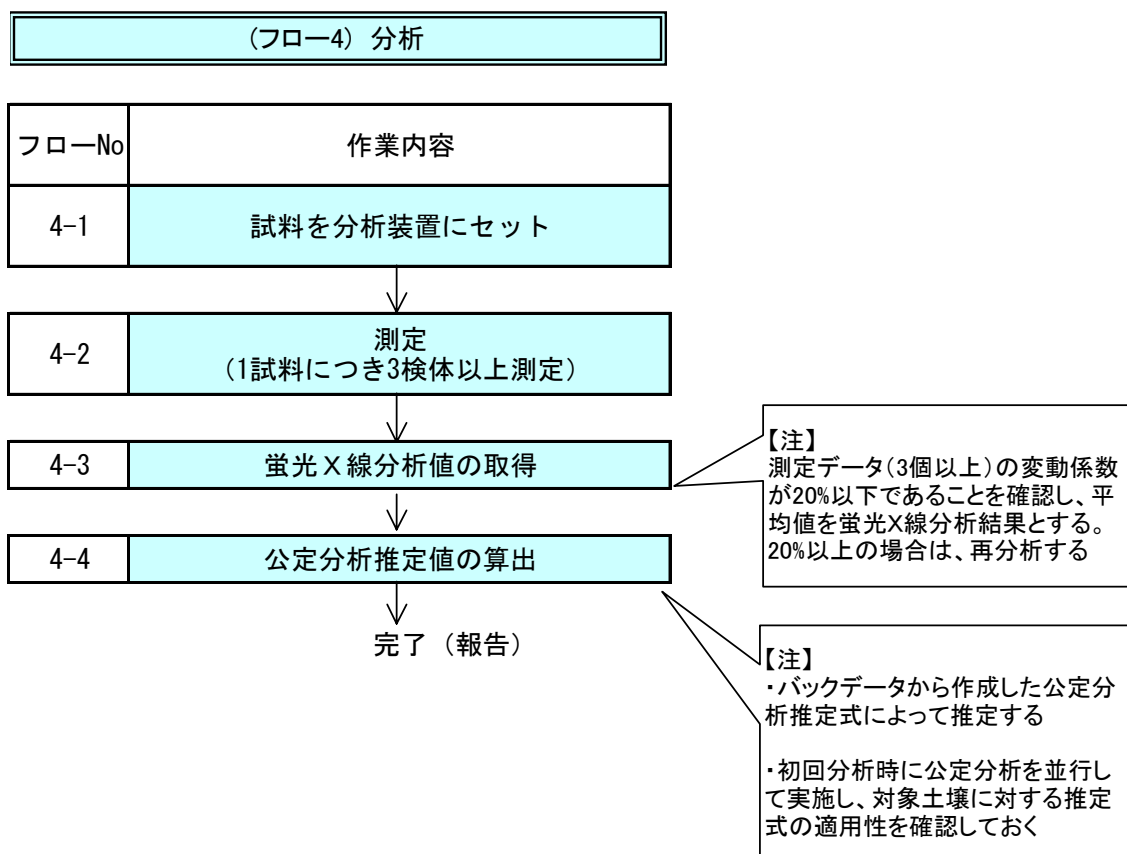 (フロー4) 分析
フローNo
作業内容
4-1
試料を分析装置にセット
4-2
測定
(1試料につき3検体以上測定)
4-3
蛍光X線分析値の取得
【注】
測定データ(3個以上)の変動係数
が20%以下であることを確認し、平
均値を蛍光X線分析結果とする。
20%以上の場合は、再分析する
4-4
公定分析推定値の算出
完了 (報告)
【注】
・バックデータから作成した公定分
析推定式によって推定する
・初回分析時に公定分析を並行し
て実施し、対象土壌に対する推定
式の適用性を確認しておく